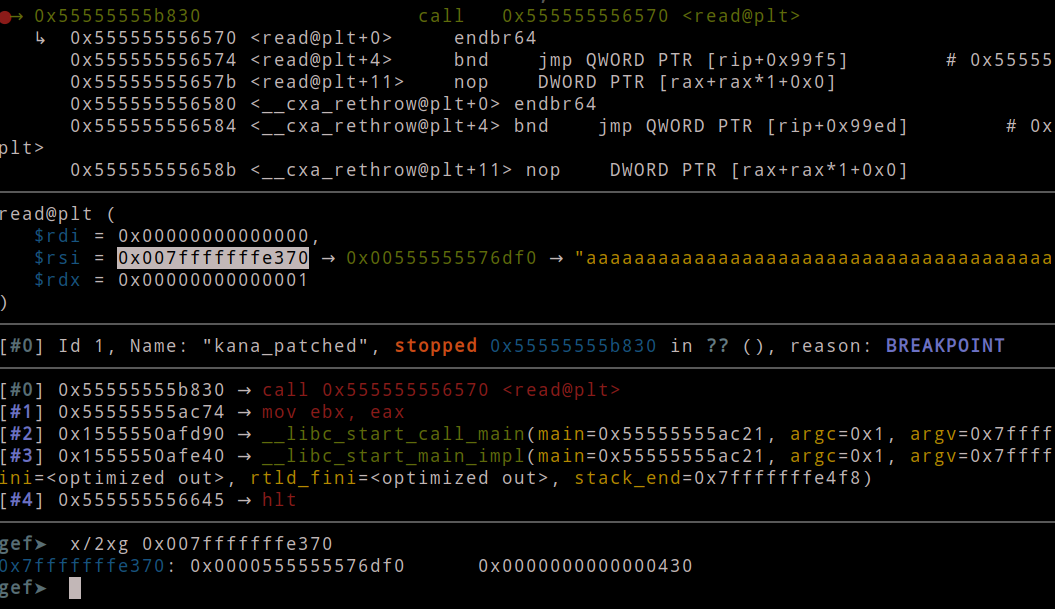 → 0x55555555b830 call 0x555555556570 <read@plt>
↳ 0x555555556570 <read@plt+0> endbr64
0x555555556574 <read@plt+4> bnd jmp QWORD PTR [rip+0x99f5] # 0x55555
0x55555555657b <read@plt+11> nop DWORD PTR [rax+rax*1+0x0]
0x555555556580 <__cxa_rethrow@plt+0> endbr64
0x555555556584 <__cxa_rethrow@plt+4> bnd jmp QWORD PTR [rip+0x99ed] # 0x
plt>
0x55555555658b <__cxa_rethrow@plt+11> nop DWORD PTR [rax+rax*1+0x0]
read@plt (
$rdi = 0x00000000000000,
$rsi = 0x007fffffffe370 → 0x00555555576df0 → "aaaaaaaaaaaaaaaaaaaaaaaaaaaaaaaaaaaaaaa
$rdx = 0x00000000000001
)
[#0] Id 1, Name: "kana_patched", stopped 0x55555555b830 in ?? (), reason: BREAKPOINT
[#0] 0x55555555b830 → call 0x555555556570 <read@plt>
[#1] 0x55555555ac74 → mov ebx, eax
[#2] 0x1555550afd90 → __libc_start_call_main(main=0x55555555ac21, argc=0x1, argv=0x7ffff
[#3] 0x1555550afe40 → __libc_start_main_impl(main=0x55555555ac21, argc=0x1, argv=0x7ffff
ini=<optimized out>, rtld_fini=<optimized out>, stack_end=0x7fffffffe4f8)
[#4] 0x555555556645 → hlt
gef➤ x/2xg 0x007fffffffe370
0x7fffffffe370: 0x0000555555576df0 0x0000000000000430
gef➤